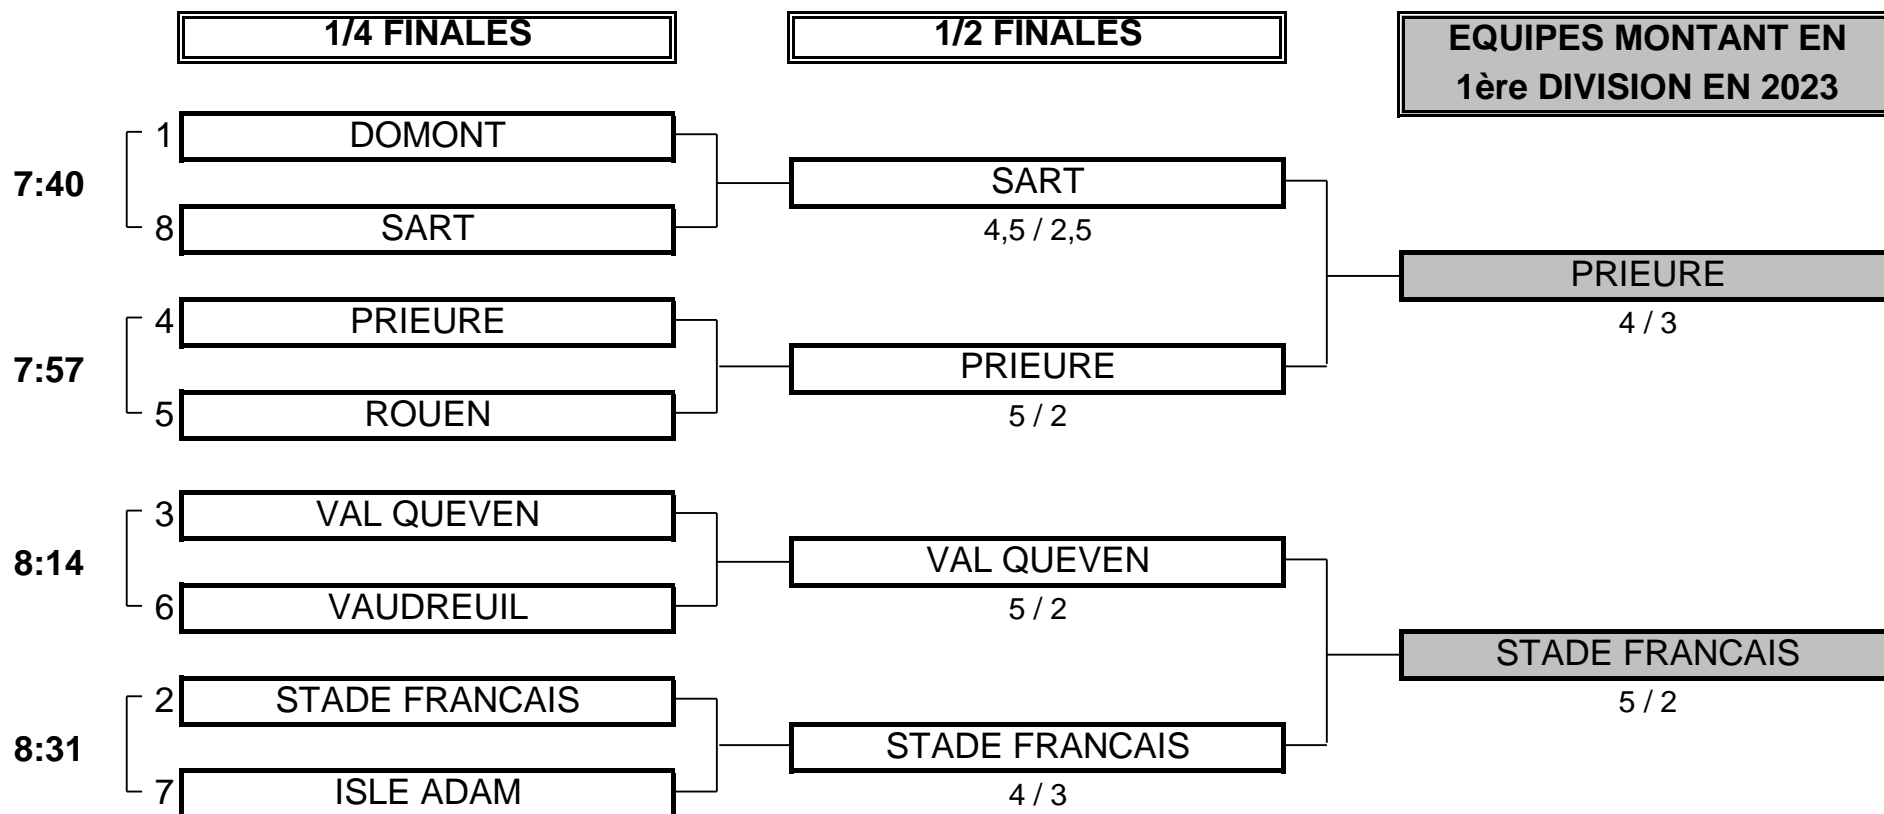 1/4 FINALES
1/2 FINALES
EQUIPES MONTANT EN
1ère DIVISION EN 2023
7:40
1 DOMONT
8 SART
SART
4,5 / 2,5
7:57
4 PRIEURE
5 ROUEN
PRIEURE
5 / 2
PRIEURE
4 / 3
8:14
3 VAL QUEVEN
6 VAUDREUIL
VAL QUEVEN
5 / 2
8:31
2 STADE FRANCAIS
7 ISLE ADAM
STADE FRANCAIS
4 / 3
STADE FRANCAIS
5 / 2